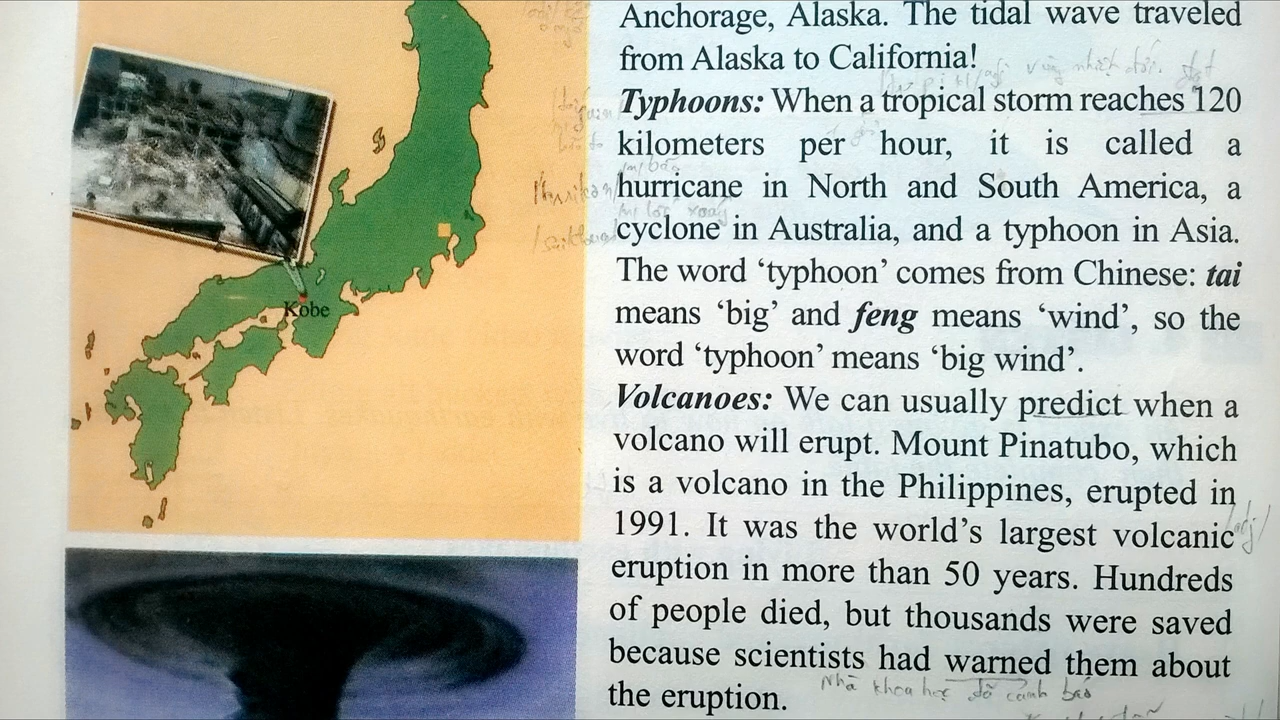 Anchorage, Alaska. The tidal wave traveled
from Alaska to California!
vùng nhiệt đới.
Typhoons: When a tropical storm reaches 120
kilometers per hour, it is called a
hurricane in North and South America, a
cyclone in Australia, and a typhoon in Asia.
The word ‘typhoon’ comes from Chinese: tai
means ‘big’ and feng means ‘wind’, so the
word ‘typhoon’ means ‘big wind’.
Volcanoes: We can usually predict when a
volcano will erupt. Mount Pinatubo, which
is a volcano in the Philippines, erupted in
1991. It was the world’s largest volcanic
/adj/
eruption in more than 50 years. Hundreds
of people died, but thousands were saved
because scientists had warned them about
the eruption.
Nhà khoa học đã cảnh báo
Kobe